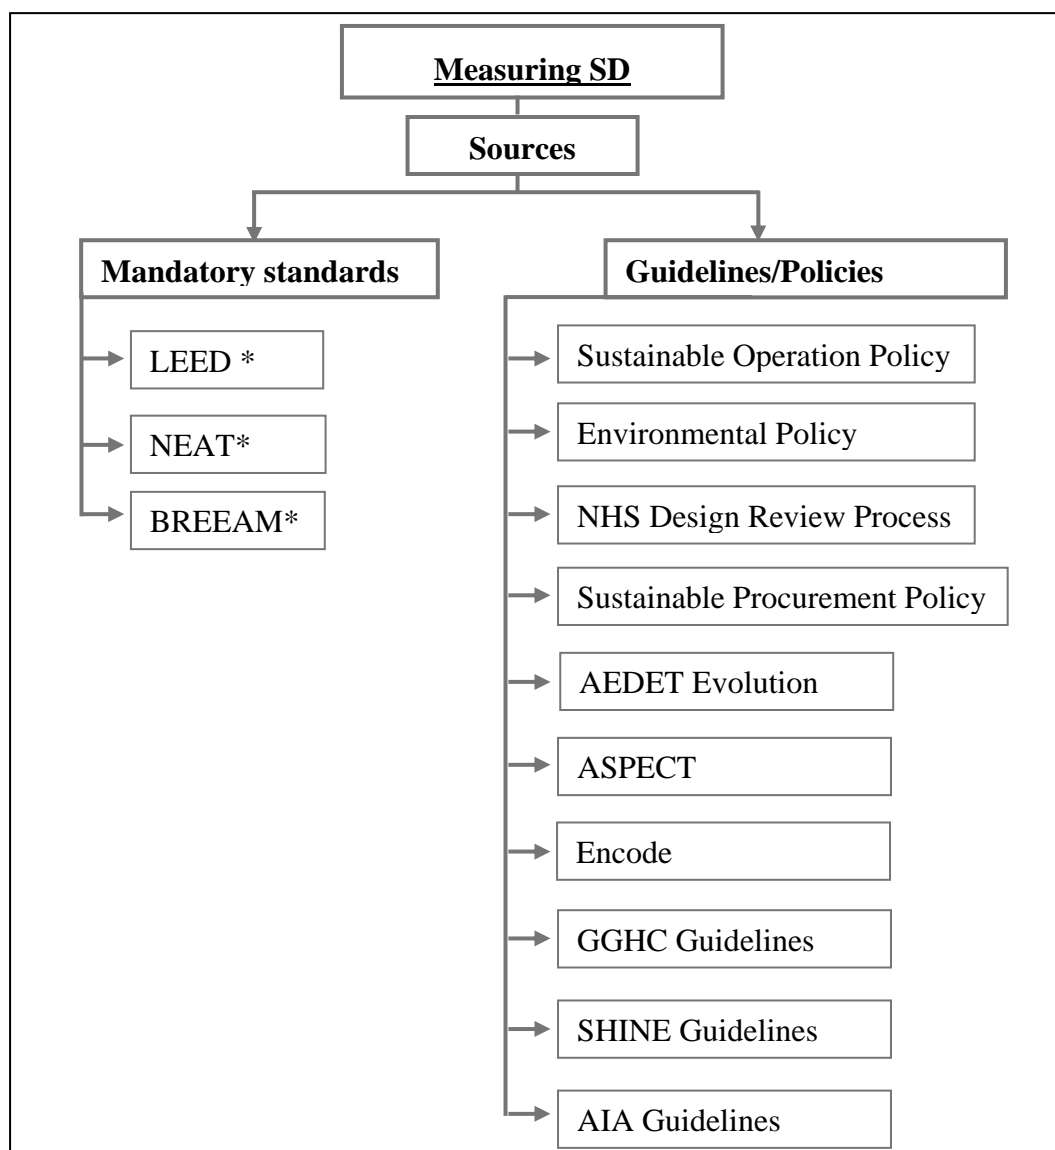 Measuring SD
Sources
Mandatory standards
LEED *
NEAT*
BREEAM*
Guidelines/Policies
Sustainable Operation Policy
Environmental Policy
NHS Design Review Process
Sustainable Procurement Policy
AEDET Evolution
ASPECT
Encode
GGHC Guidelines
SHINE Guidelines
AIA Guidelines